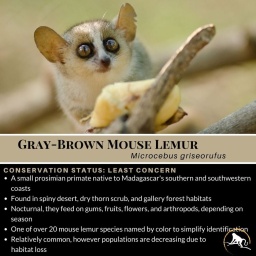 Gray-Brown Mouse Lemur
Microcebus griseorufus
CONSERVATION STATUS: LEAST CONCERN
• A small prosimian primate native to Madagascar's southern and southwestern
coasts
• Found in spiny desert, dry thorn scrub, and gallery forest habitats
• Nocturnal, they feed on gums, fruits, flowers, and arthropods, depending on
season
• One of over 20 mouse lemur species named by color to simplify identification
• Relatively common, however populations are decreasing due to
habitat loss